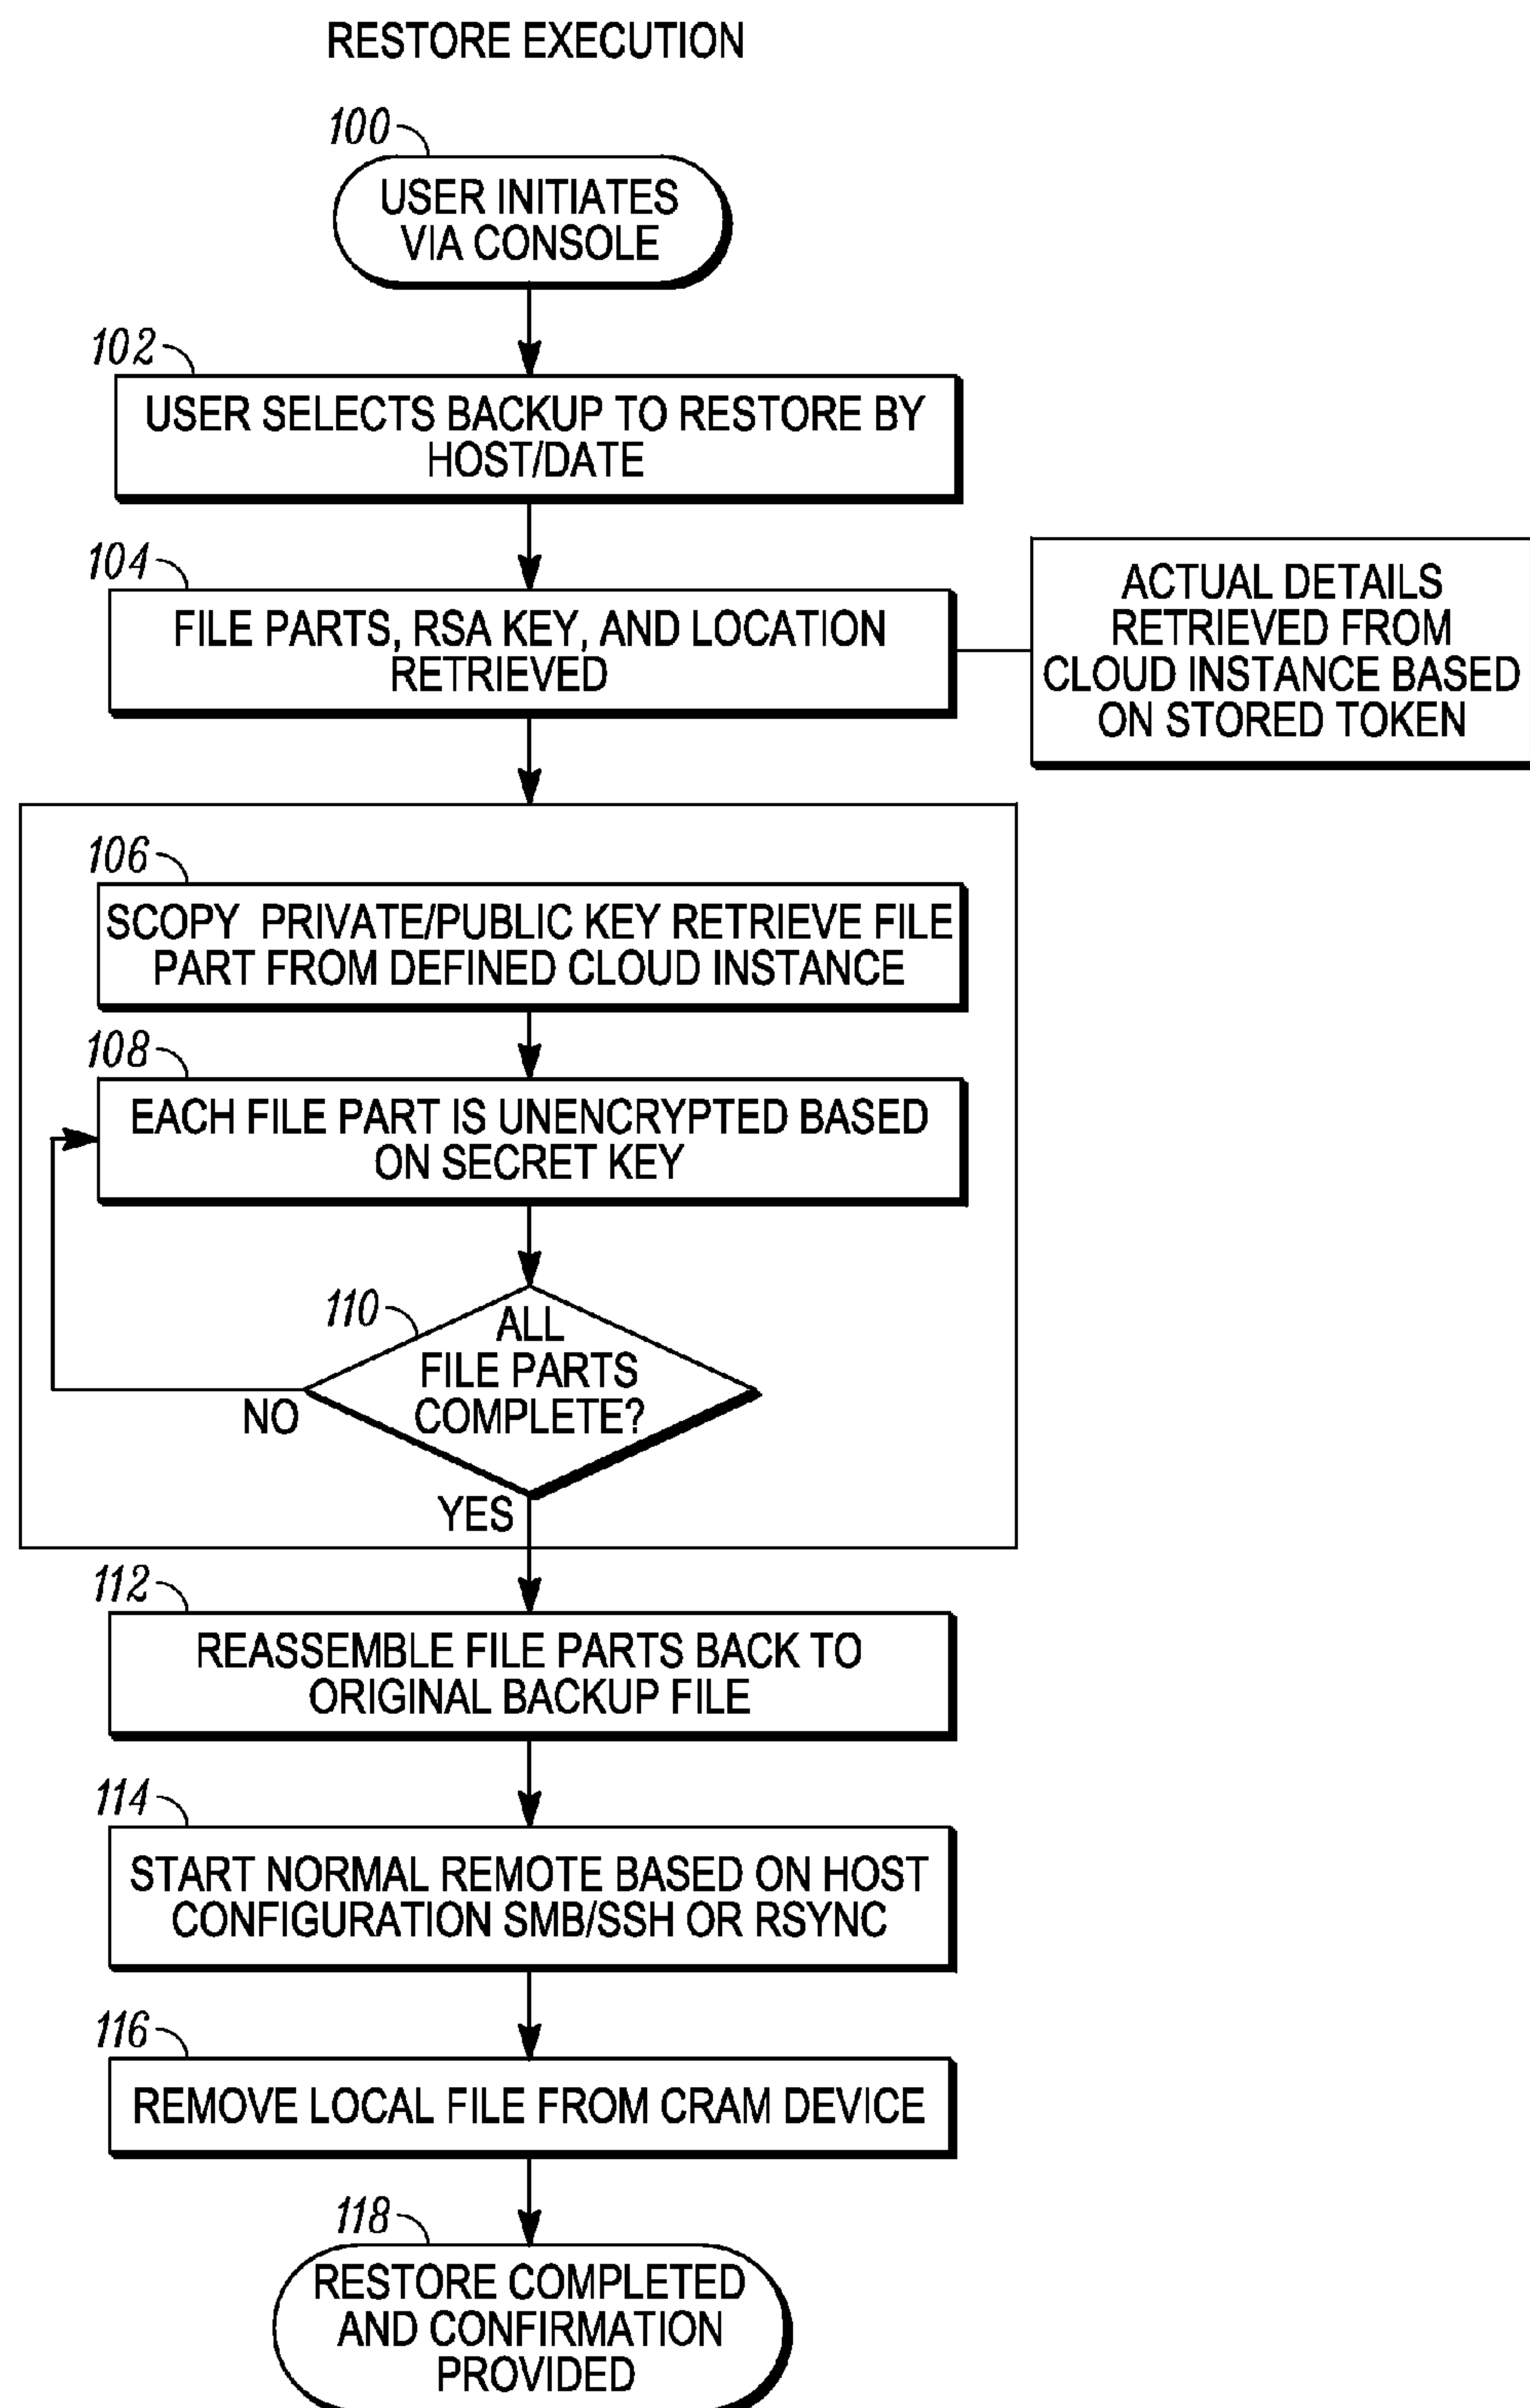 RESTORE EXECUTION
100
USER INITIATES
VIA CONSOLE
102
USER SELECTS BACKUP TO RESTORE BY
HOST/DATE
104
FILE PARTS, RSA KEY, AND LOCATION
RETRIEVED
ACTUAL DETAILS
RETRIEVED FROM
CLOUD INSTANCE BASED
ON STORED TOKEN
106
SCOPY PRIVATE/PUBLIC KEY RETRIEVE FILE
PART FROM DEFINED CLOUD INSTANCE
108
EACH FILE PART IS UNENCRYPTED BASED
ON SECRET KEY
110
ALL
FILE PARTS
COMPLETE?
NO
YES
112
REASSEMBLE FILE PARTS BACK TO
ORIGINAL BACKUP FILE
114
START NORMAL REMOTE BASED ON HOST
CONFIGURATION SMB/SSH OR RSYNC
116
REMOVE LOCAL FILE FROM CRAM DEVICE
118
RESTORE COMPLETED
AND CONFIRMATION
PROVIDED